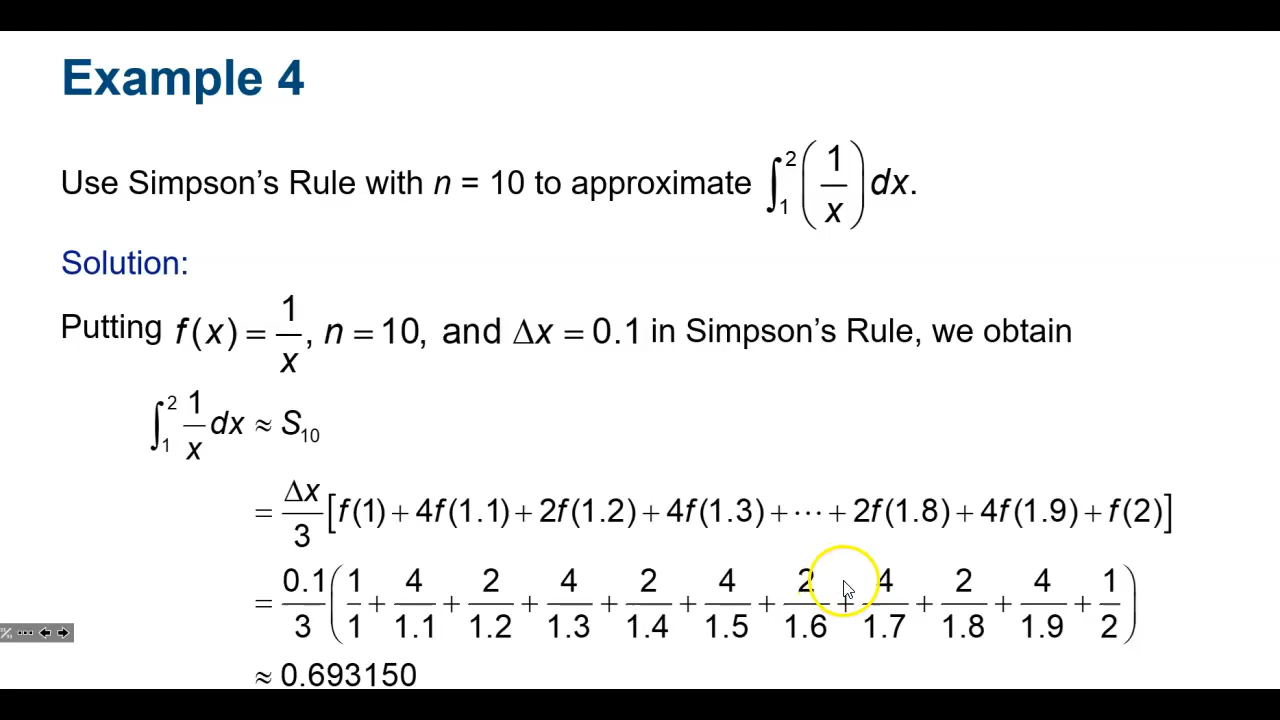 Example 4
Use Simpson's Rule with n = 10 to approximate ∫₁² (1/x) dx.
Solution:
Putting f(x) = 1/x, n = 10, and Δx = 0.1 in Simpson's Rule, we obtain
∫₁² 1/x dx ≈ S₁₀
= Δx/3 [f(1) + 4f(1.1) + 2f(1.2) + 4f(1.3) + ⋯ + 2f(1.8) + 4f(1.9) + f(2)]
= 0.1/3 (1/1 + 4/1.1 + 2/1.2 + 4/1.3 + 2/1.4 + 4/1.5 + 2/1.6 + 4/1.7 + 2/1.8 + 4/1.9 + 1/2)
≈ 0.693150